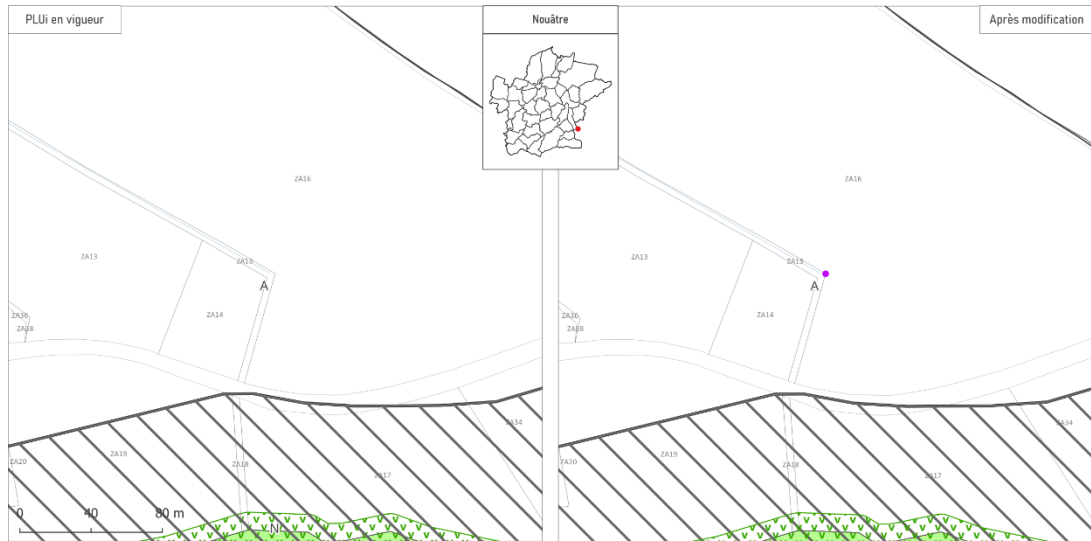 PLUi en vigueur
Nouâtre
Après modification
ZA16
ZA13
ZA15
A
ZA14
ZA36
ZA38
ZA34
ZA20
ZA19
ZA18
ZA17
0 40 80 m
ZA16
ZA13
ZA15
A
ZA14
ZA36
ZA38
ZA34
ZA20
ZA19
ZA18
ZA17